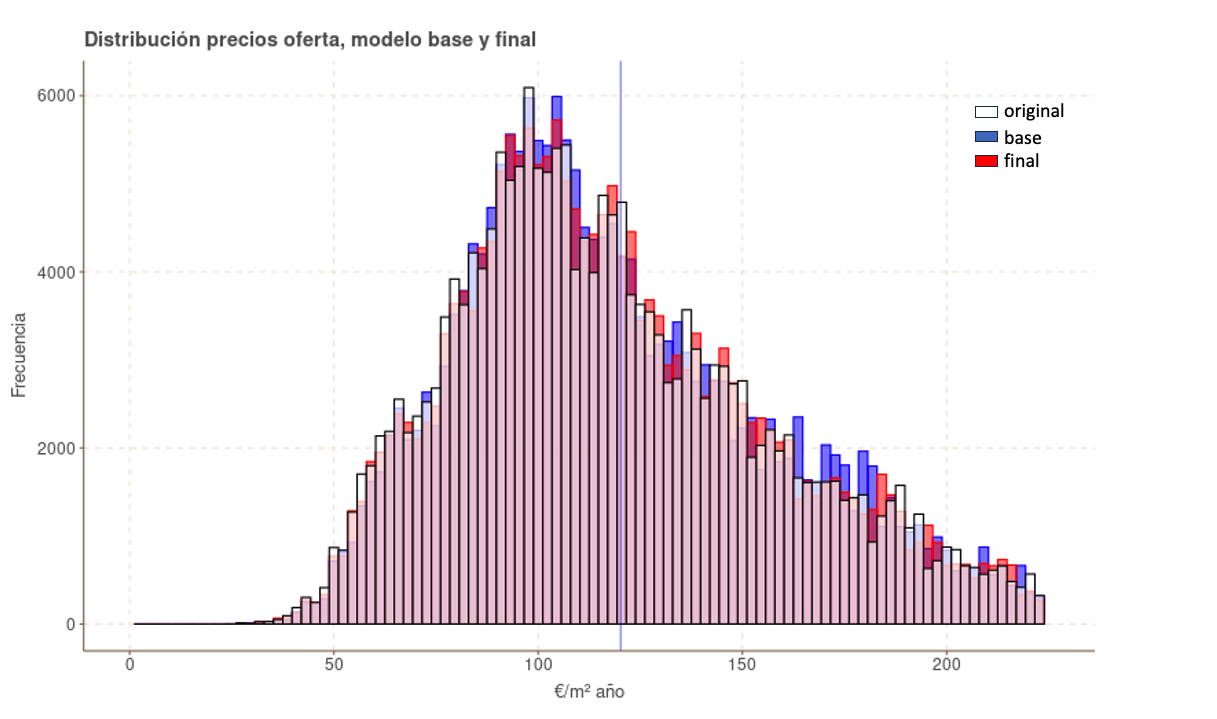 Distribución precios oferta, modelo base y final
6000
4000
2000
0
Frecuencia
original
base
final
0 50 100 150 200
€/m² año